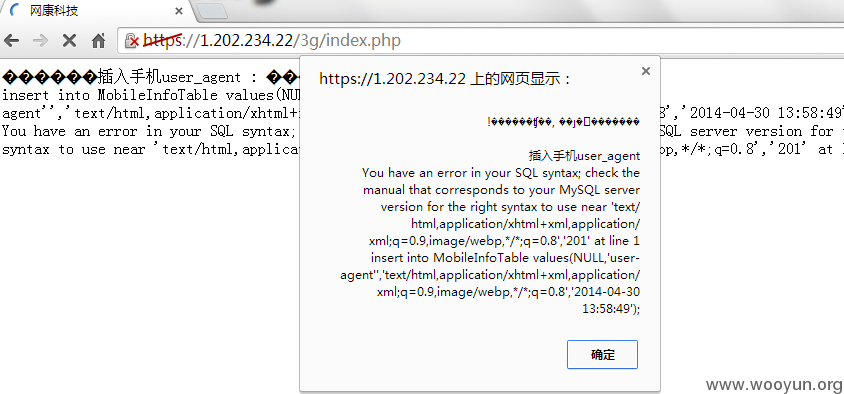 网康科技
https://1.202.234.22/3g/index.php
������插入手机user_agent : ��
insert into MobileInfoTable values(NUL
agent'','text/html,application/xhtml+xm
8','2014-04-30 13:58:49'
You have an error in your SQL syntax;
SQL server version for
syntax to use near 'text/html,applicat
bp,*/*;q=0.8','201' at l
https://1.202.234.22 上的网页显示：
插入手机user_agent
You have an error in your SQL syntax; check the
manual that corresponds to your MySQL server
version for the right syntax to use near 'text/
html,application/xhtml+xml,application/
xml;q=0.9,image/webp,*/*;q=0.8','201' at line 1
insert into MobileInfoTable values(NULL,'user-
agent'','text/html,application/xhtml+xml,application/
xml;q=0.9,image/webp,*/*;q=0.8','2014-04-30
13:58:49');
确定
www.wooyun.org